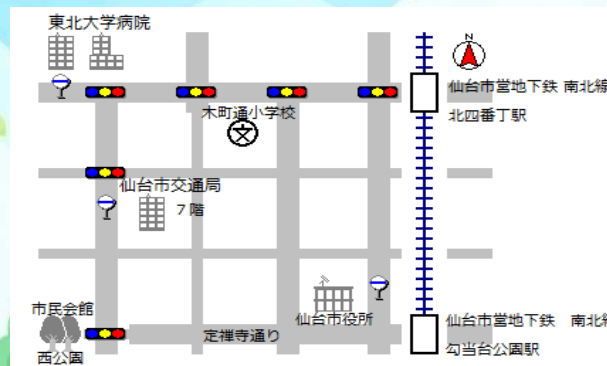 東北大学病院
N
仙台市営地下鉄 南北線
北四番丁駅
木町通小学校
文
仙台市交通局
7階
市民会館
仙台市役所
定禅寺通り
西公園
仙台市営地下鉄 南北線
勾当台公園駅